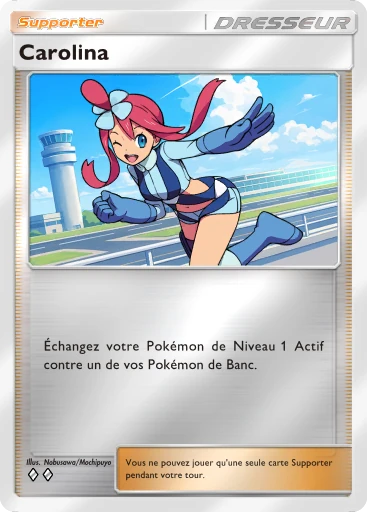 Supporter
DRESSEUR
Carolina
Échangez votre Pokémon de Niveau 1 Actif
contre un de vos Pokémon de Banc.
Illus. Nobusawa/Mochipuyo
Vous ne pouvez jouer qu'une seule carte Supporter
pendant votre tour.